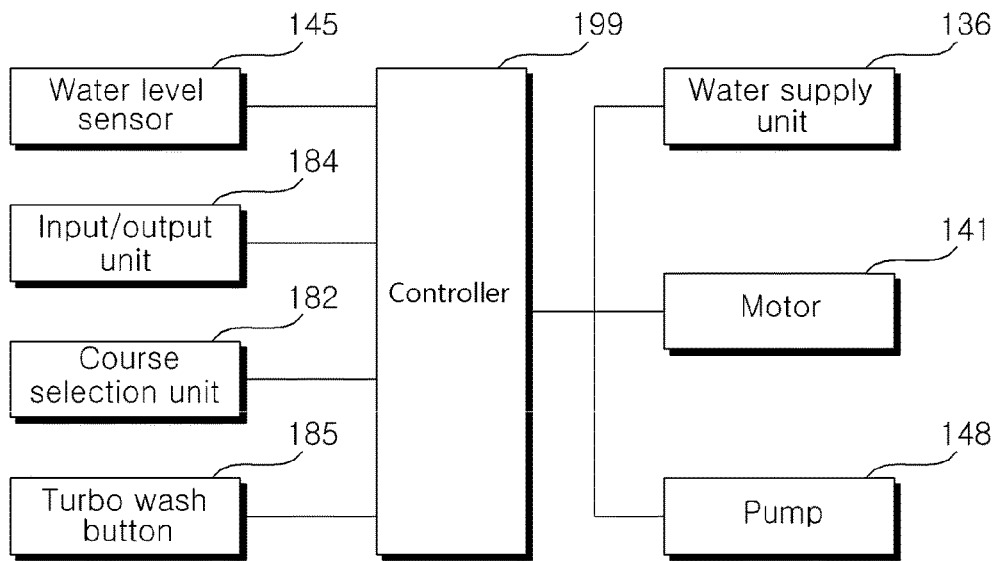 145
Water level
sensor
184
Input/output
unit
182
Course
selection unit
185
Turbo wash
button
199
Controller
136
Water supply
unit
141
Motor
148
Pump